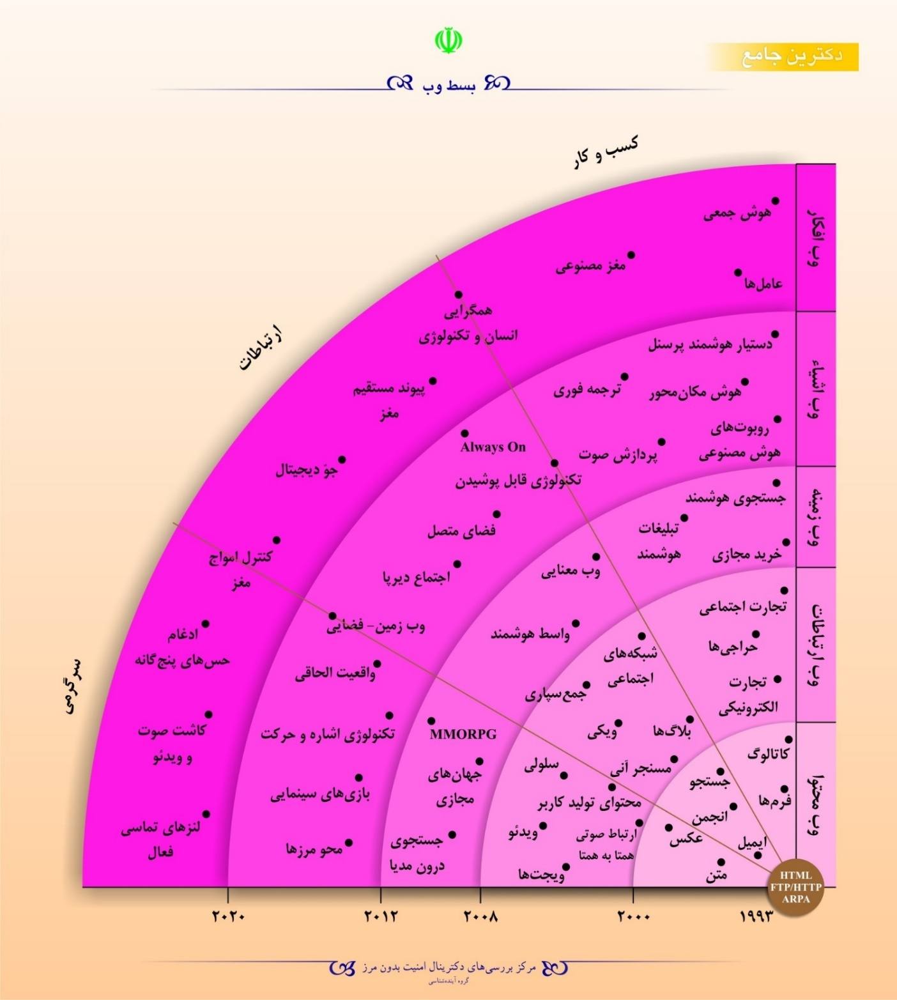 دکترین جامع
بسط وب
کسب و کار
ارتباطات
سرگرمی
وب افکار
هوش جمعی
مغز مصنوعی
عامل‌ها
همگرایی
انسان و تکنولوژی
پیوند مستقیم
مغز
جوّ دیجیتال
کنترل امواج
مغز
ادغام
حس‌های پنج‌گانه
کاشت صوت
و ویدئو
لنزهای تماسی
فعال
وب اشیاء
دستیار هوشمند پرسنل
هوش مکان‌محور
ترجمه فوری
روبوت‌های
هوش مصنوعی
پردازش صوت
Always On
تکنولوژی قابل پوشیدن
فضای متصل
اجتماع دیرپا
وب زمین- فضایی
واقعیت الحاقی
تکنولوژی اشاره و حرکت
بازی‌های سینمایی
محو مرزها
وب زمینه
جستجوی هوشمند
تبلیغات
هوشمند
خرید مجازی
وب معنایی
واسط هوشمند
MMORPG
جهان‌های
مجازی
جستجوی
درون مدیا
وب ارتباطات
تجارت اجتماعی
حراجی‌ها
تجارت
الکترونیکی
شبکه‌های
اجتماعی
جمع‌سپاری
ویکی
بلاگ‌ها
مسنجر آنی
سلولی
محتوای تولید کاربر
ویدئو
ارتباط صوتی
همتا به همتا
ویجت‌ها
وب محتوا
کاتالوگ
جستجو
فرم‌ها
انجمن
عکس
ایمیل
متن
HTML
FTP/HTTP
ARPA
۱۹۹۳
۲۰۰۰
۲۰۰۸
۲۰۱۲
۲۰۲۰
مرکز بررسی‌های دکترینال امنیت بدون مرز
گروه آینده‌شناسی